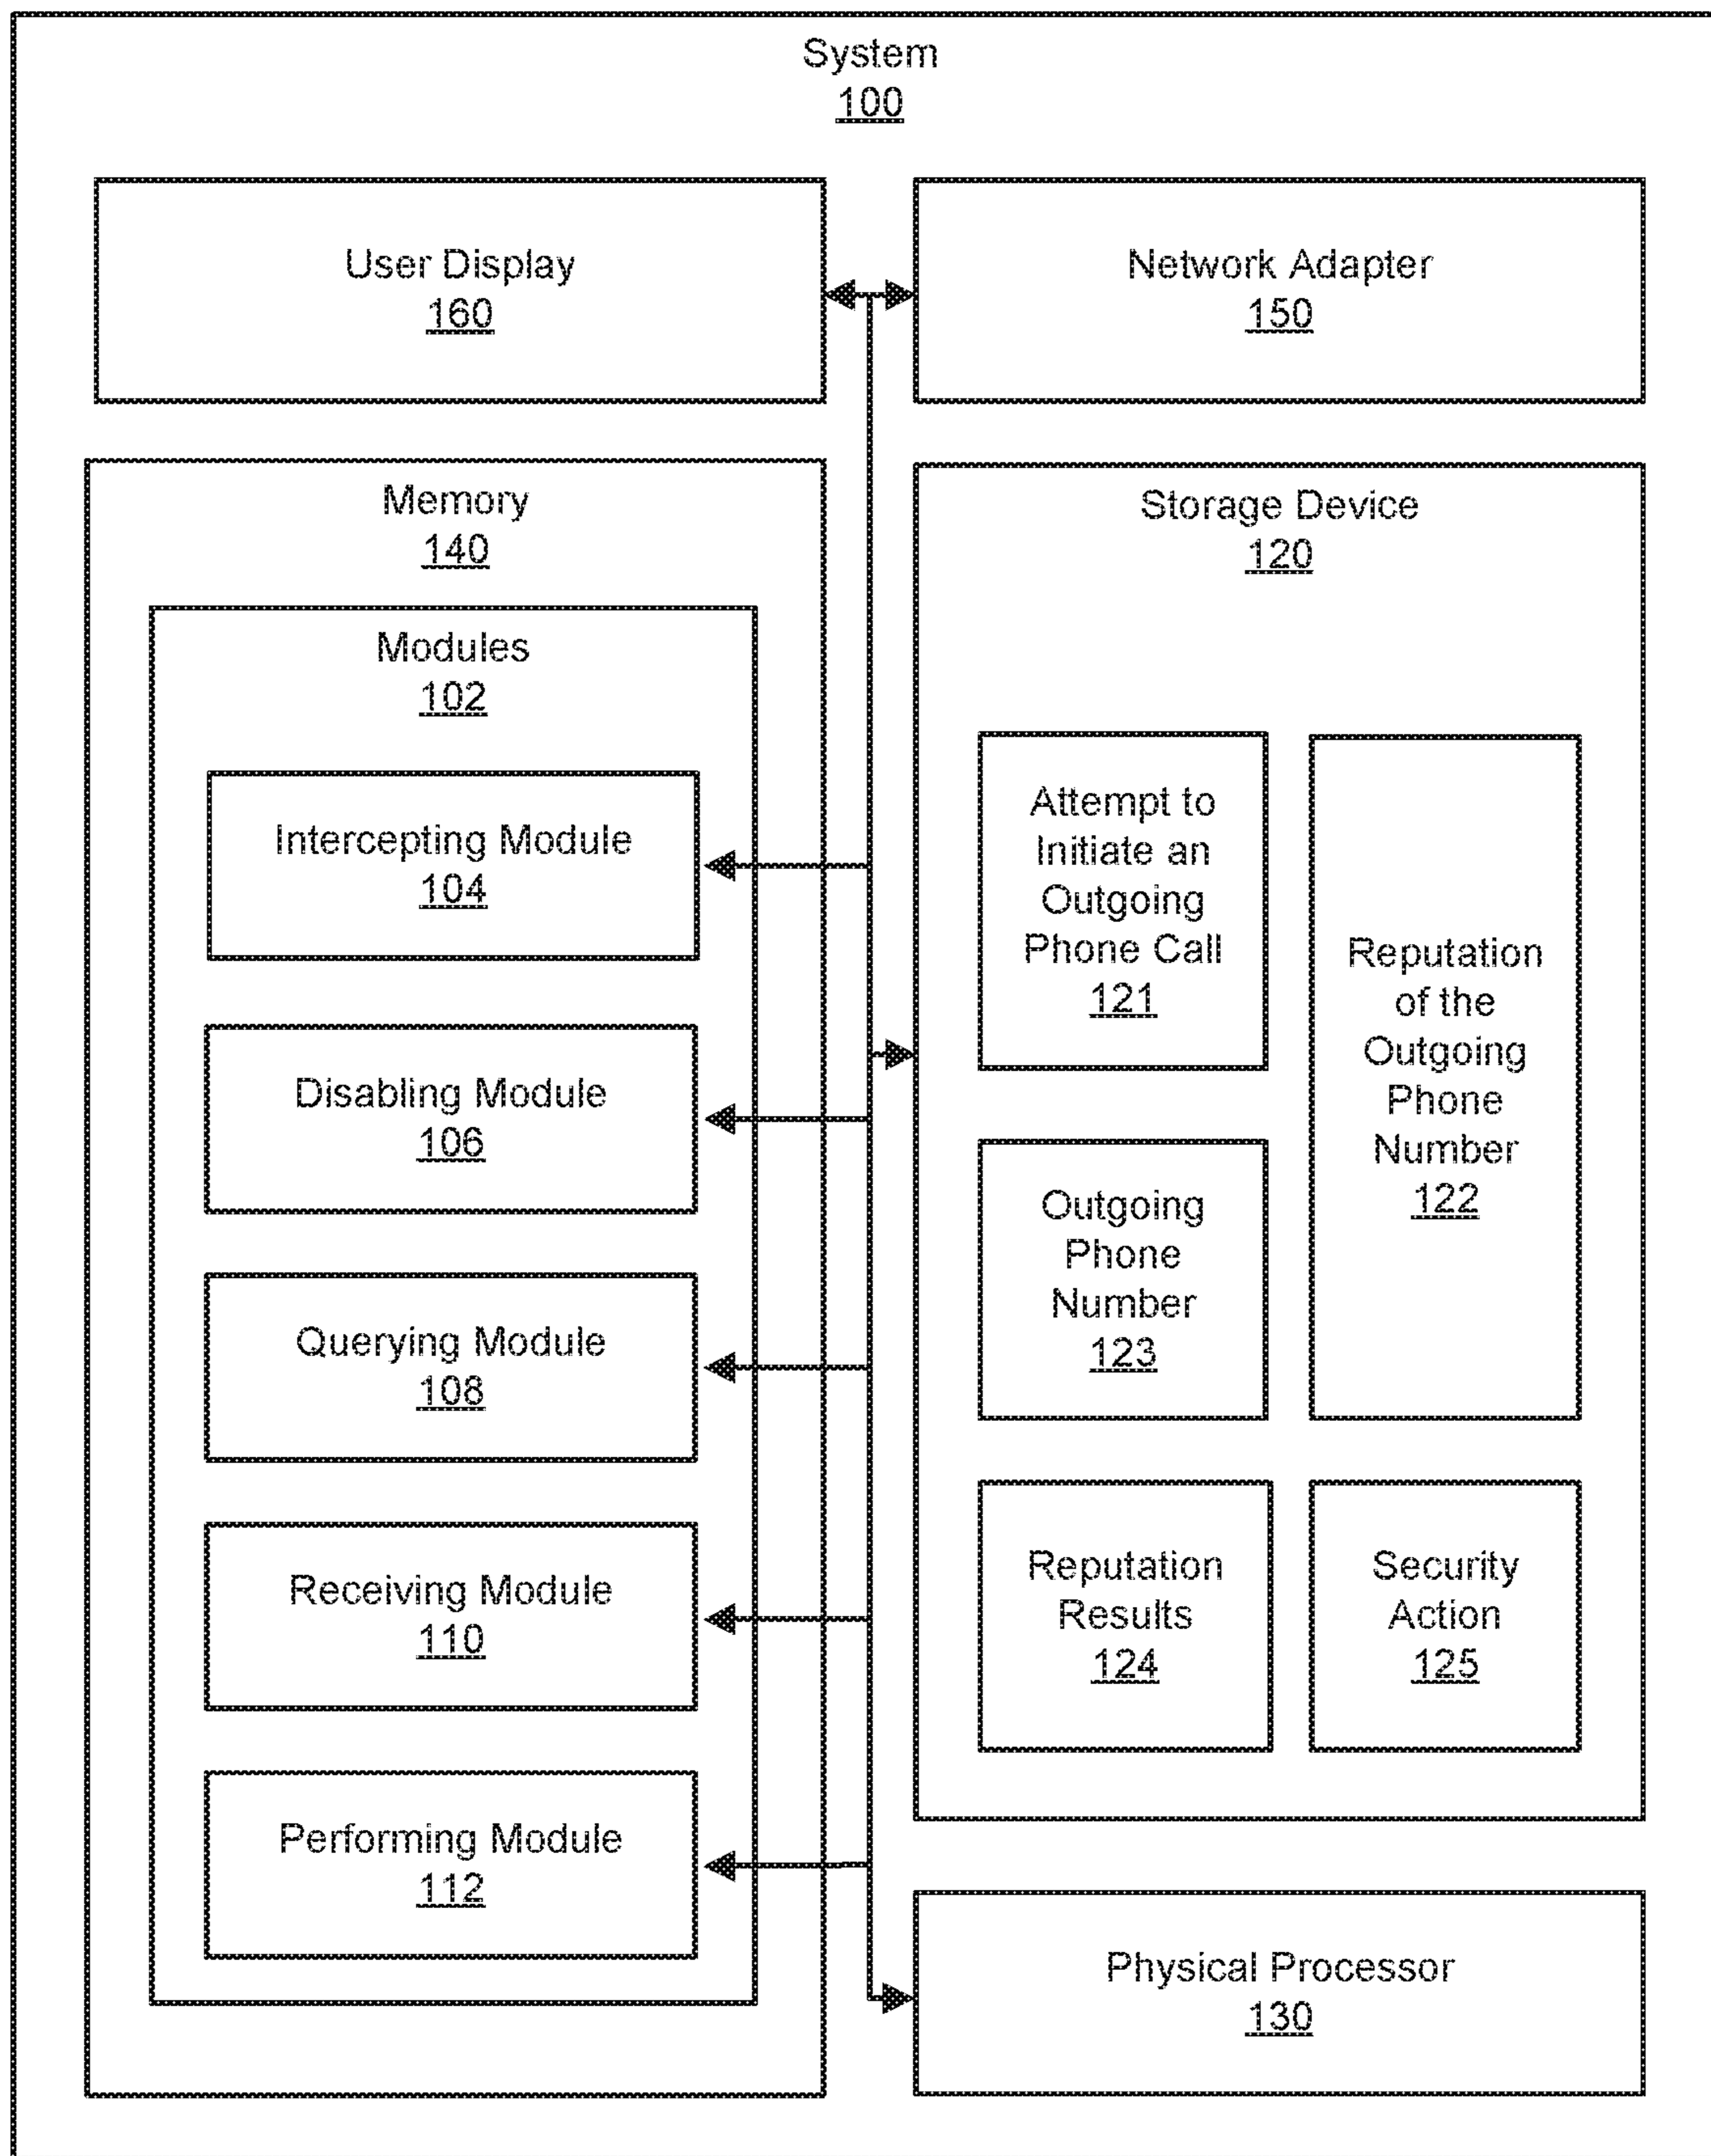 System
100
User Display
160
Network Adapter
150
Memory
140
Modules
102
Intercepting Module
104
Disabling Module
106
Querying Module
108
Receiving Module
110
Performing Module
112
Storage Device
120
Attempt to
Initiate an
Outgoing
Phone Call
121
Reputation
of the
Outgoing
Phone
Number
122
Outgoing
Phone
Number
123
Reputation
Results
124
Security
Action
125
Physical Processor
130